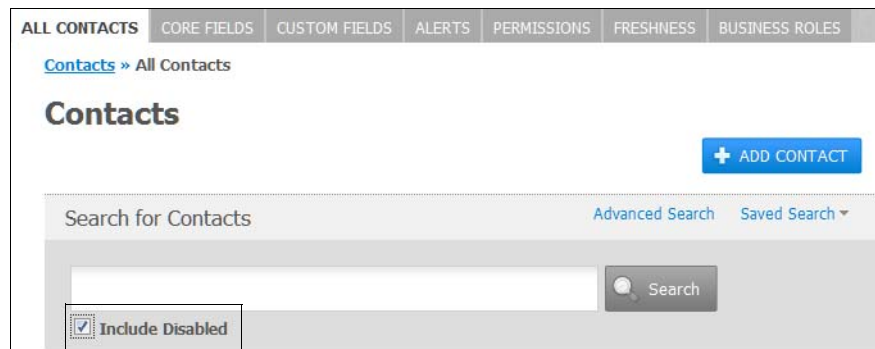 ALL CONTACTS CORE FIELDS CUSTOM FIELDS ALERTS PERMISSIONS FRESHNESS BUSINESS ROLES
Contacts » All Contacts
Contacts
ADD CONTACT
Search for Contacts Advanced Search Saved Search
Search
Include Disabled